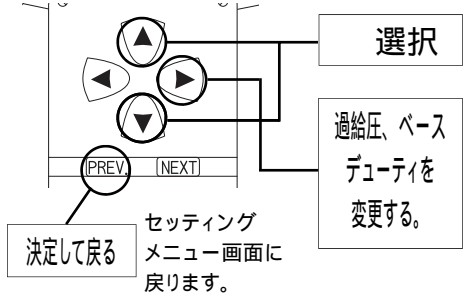 選択
過給圧、ベース
デューティを
変更する。
PREV.
NEXT
決定して戻る
セッティング
メニュー画面に
戻ります。